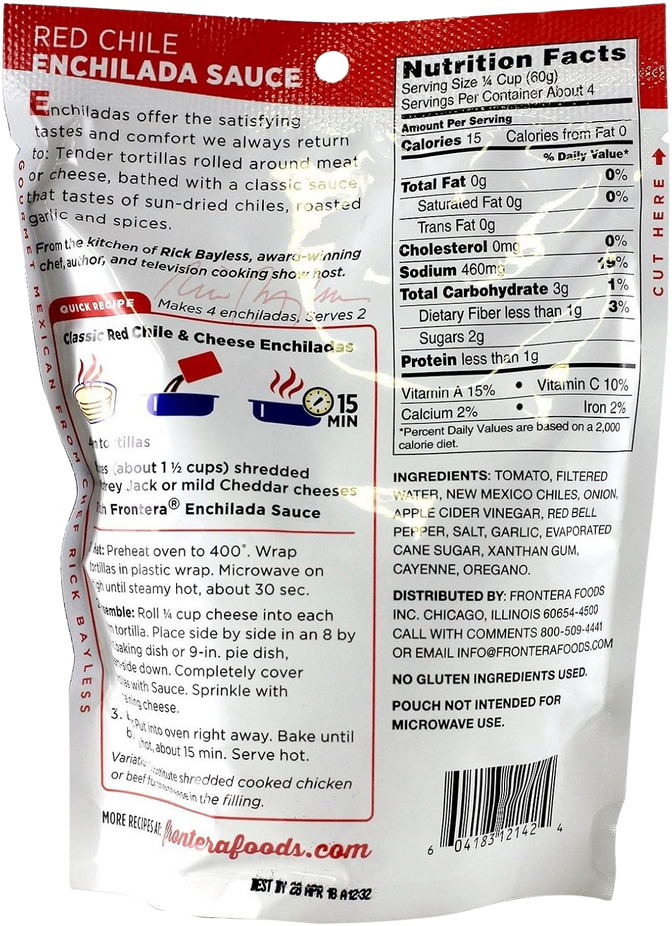 RED CHILE
ENCHILADA SAUCE
Enchiladas offer the satisfying
tastes and comfort we always return
to: Tender tortillas rolled around meat
or cheese, bathed with a classic sauce
that tastes of sun-dried chiles, roasted
garlic and spices.
From the kitchen of Rick Bayless, award-winning
chef, author, and television cooking show host.
GOURMET MEXICAN FROM CHEF RICK BAYLESS
QUICK RECIPE
Makes 4 enchiladas, Serves 2
Classic Red Chile & Cheese Enchiladas
15
MIN
tortillas
(about 1 ½ cups) shredded
Jack or mild Cheddar cheeses
Frontera® Enchilada Sauce
Preheat oven to 400°. Wrap
tortillas in plastic wrap. Microwave on
until steamy hot, about 30 sec.
Roll ¼ cup cheese into each
tortilla. Place side by side in an 8 by
baking dish or 9-in. pie dish,
side down. Completely cover
with Sauce. Sprinkle with
cheese.
3. Put into oven right away. Bake until
hot, about 15 min. Serve hot.
shredded cooked chicken
or beef in the filling.
MORE RECIPES AT: fronterafoods.com
BEST BY 28 APR 18 A1232
Nutrition Facts
Serving Size ¼ Cup (60g)
Servings Per Container About 4
Amount Per Serving
Calories 15 Calories from Fat 0
% Daily Value*
Total Fat 0g 0%
Saturated Fat 0g 0%
Trans Fat 0g
Cholesterol 0mg 0%
Sodium 460mg 19%
Total Carbohydrate 3g 1%
Dietary Fiber less than 1g 3%
Sugars 2g
Protein less than 1g
Vitamin A 15% • Vitamin C 10%
Calcium 2% • Iron 2%
*Percent Daily Values are based on a 2,000
calorie diet.
CUT HERE
INGREDIENTS: TOMATO, FILTERED
WATER, NEW MEXICO CHILES, ONION,
APPLE CIDER VINEGAR, RED BELL
PEPPER, SALT, GARLIC, EVAPORATED
CANE SUGAR, XANTHAN GUM,
CAYENNE, OREGANO.
DISTRIBUTED BY: FRONTERA FOODS
INC. CHICAGO, ILLINOIS 60654-4500
CALL WITH COMMENTS 800-509-4441
OR EMAIL INFO@FRONTERAFOODS.COM
NO GLUTEN INGREDIENTS USED.
POUCH NOT INTENDED FOR
MICROWAVE USE.
6 04183 12142 4